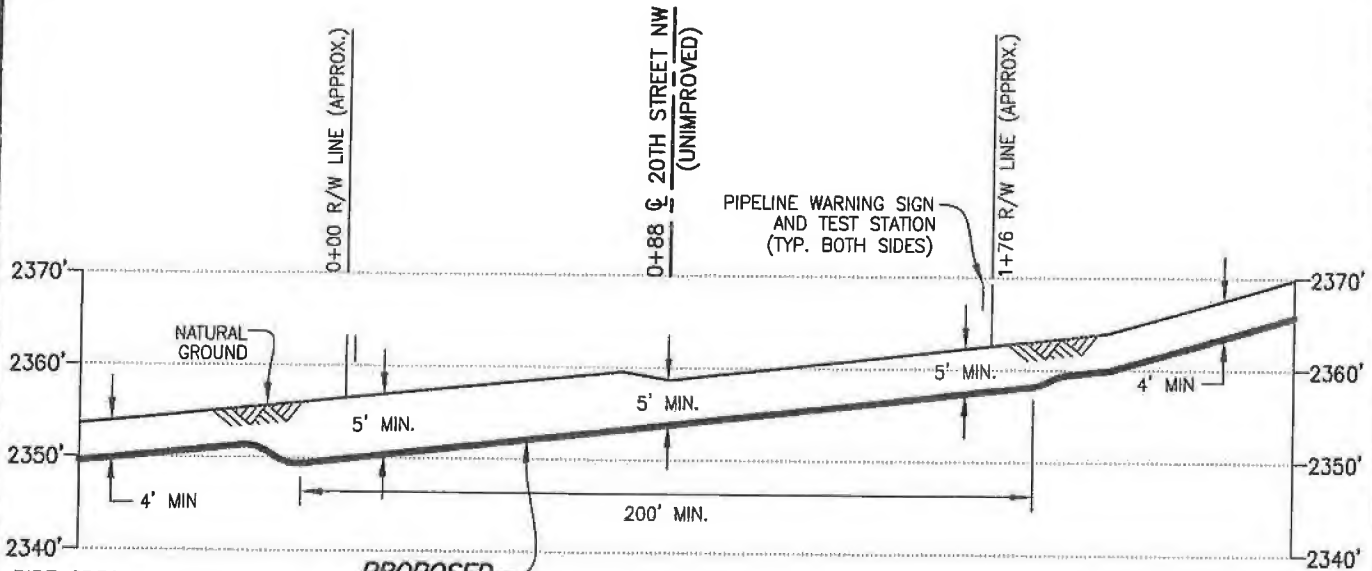 0+00 R/W LINE (APPROX.)
0+88 ℄ 20TH STREET NW
(UNIMPROVED)
1+76 R/W LINE (APPROX.)
PIPELINE WARNING SIGN
AND TEST STATION
(TYP. BOTH SIDES)
2370'
2370'
NATURAL
GROUND
2360'
2360'
5' MIN.
5' MIN.
5' MIN.
4' MIN
2350'
2350'
4' MIN
200' MIN.
2340'
2340'
PROPOSED